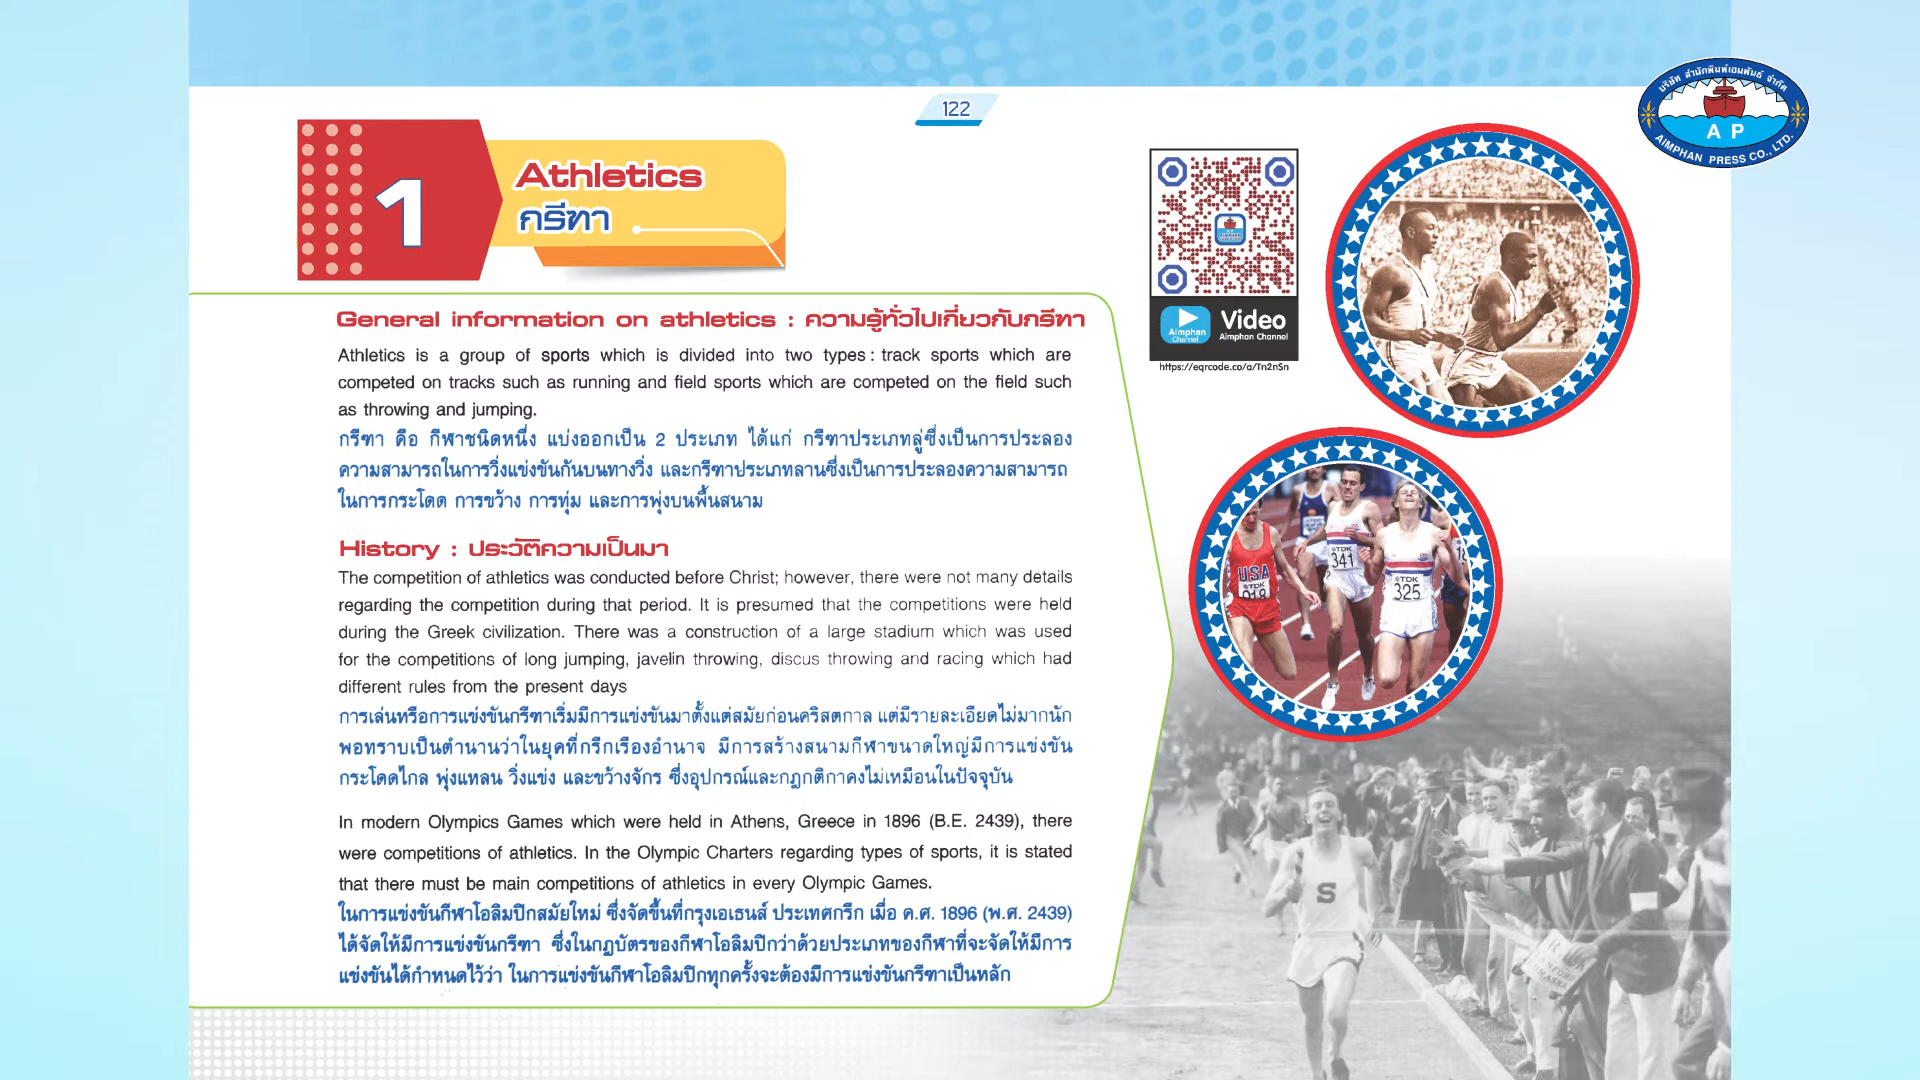 122
บริษัท สำนักพิมพ์เอมพันธ์ จำกัด
A P
AIMPHAN PRESS CO., LTD.
1
Athletics
กรีฑา
Video
Aimphan Channel
Aimphan
Channel
https://eqrcode.co/a/Tn2nSn
General information on athletics : ความรู้ทั่วไปเกี่ยวกับกรีฑา
Athletics is a group of sports which is divided into two types : track sports which are
competed on tracks such as running and field sports which are competed on the field such
as throwing and jumping.
กรีฑา คือ กีฬาชนิดหนึ่ง แบ่งออกเป็น 2 ประเภท ได้แก่ กรีฑาประเภทลู่ซึ่งเป็นการประลอง
ความสามารถในการวิ่งแข่งขันกันบนทางวิ่ง และกรีฑาประเภทลานซึ่งเป็นการประลองความสามารถ
ในการกระโดด การขว้าง การทุ่ม และการพุ่งบนพื้นสนาม
History : ประวัติความเป็นมา
The competition of athletics was conducted before Christ; however, there were not many details
regarding the competition during that period. It is presumed that the competitions were held
during the Greek civilization. There was a construction of a large stadium which was used
for the competitions of long jumping, javelin throwing, discus throwing and racing which had
different rules from the present days
การเล่นหรือการแข่งขันกรีฑาเริ่มมีการแข่งขันมาตั้งแต่สมัยก่อนคริสตกาล แต่มีรายละเอียดไม่มากนัก
พอทราบเป็นตำนานว่าในยุคที่กรีกเรืองอำนาจ มีการสร้างสนามกีฬาขนาดใหญ่มีการแข่งขัน
กระโดดไกล พุ่งแหลน วิ่งแข่ง และขว้างจักร ซึ่งอุปกรณ์และกฎกติกาคงไม่เหมือนในปัจจุบัน
In modern Olympics Games which were held in Athens, Greece in 1896 (B.E. 2439), there
were competitions of athletics. In the Olympic Charters regarding types of sports, it is stated
that there must be main competitions of athletics in every Olympic Games.
ในการแข่งขันกีฬาโอลิมปิกสมัยใหม่ ซึ่งจัดขึ้นที่กรุงเอเธนส์ ประเทศกรีก เมื่อ ค.ศ. 1896 (พ.ศ. 2439)
ได้จัดให้มีการแข่งขันกรีฑา ซึ่งในกฎบัตรของกีฬาโอลิมปิกว่าด้วยประเภทของกีฬาที่จะจัดให้มีการ
แข่งขันได้กำหนดไว้ว่า ในการแข่งขันกีฬาโอลิมปิกทุกครั้งจะต้องมีการแข่งขันกรีฑาเป็นหลัก
USA
TDK
TDK
341
TDK
325
S